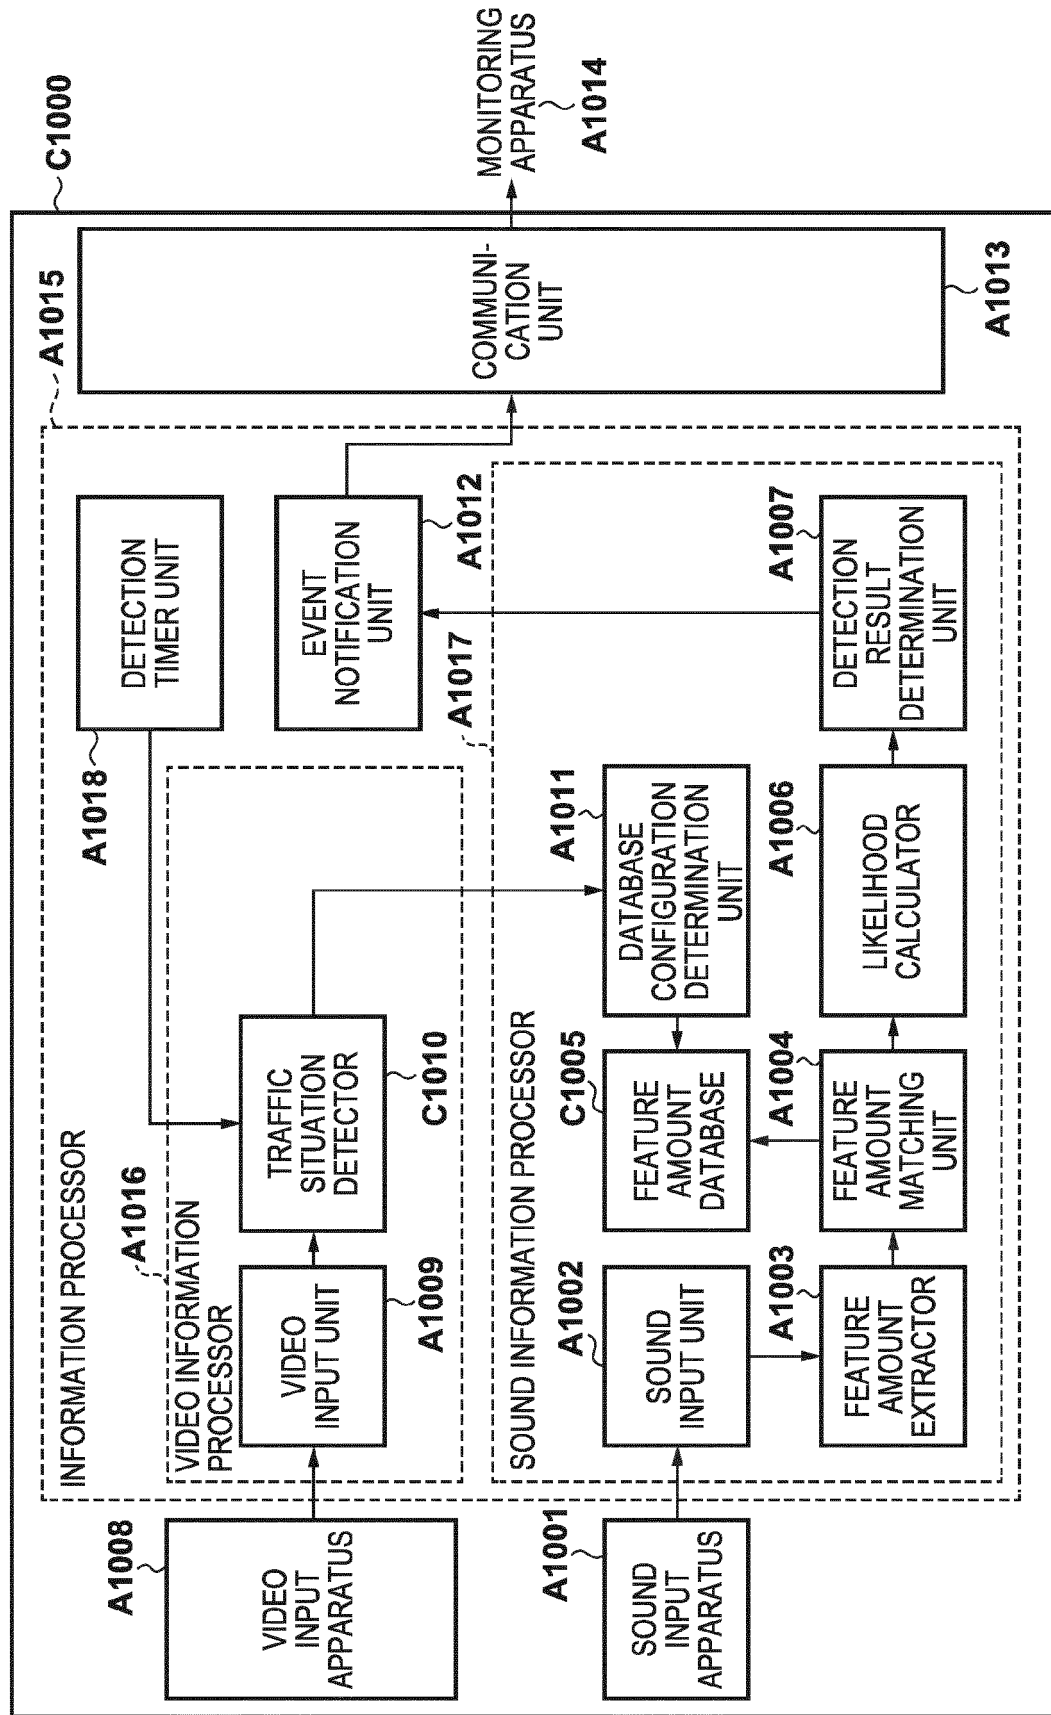 C1000
INFORMATION PROCESSOR
A1015
A1008
VIDEO
INPUT
APPARATUS
VIDEO INFORMATION
PROCESSOR
A1016
VIDEO
INPUT UNIT
A1009
TRAFFIC
SITUATION
DETECTOR
C1010
A1018
DETECTION
TIMER UNIT
EVENT
NOTIFICATION
UNIT
A1012
COMMUNI-
CATION
UNIT
A1013
MONITORING
APPARATUS
A1014
A1001
SOUND
INPUT
APPARATUS
SOUND INFORMATION PROCESSOR
A1017
A1002
SOUND
INPUT UNIT
C1005
FEATURE
AMOUNT
DATABASE
A1011
DATABASE
CONFIGURATION
DETERMINATION
UNIT
A1003
FEATURE
AMOUNT
EXTRACTOR
A1004
FEATURE
AMOUNT
MATCHING
UNIT
A1006
LIKELIHOOD
CALCULATOR
A1007
DETECTION
RESULT
DETERMINATION
UNIT